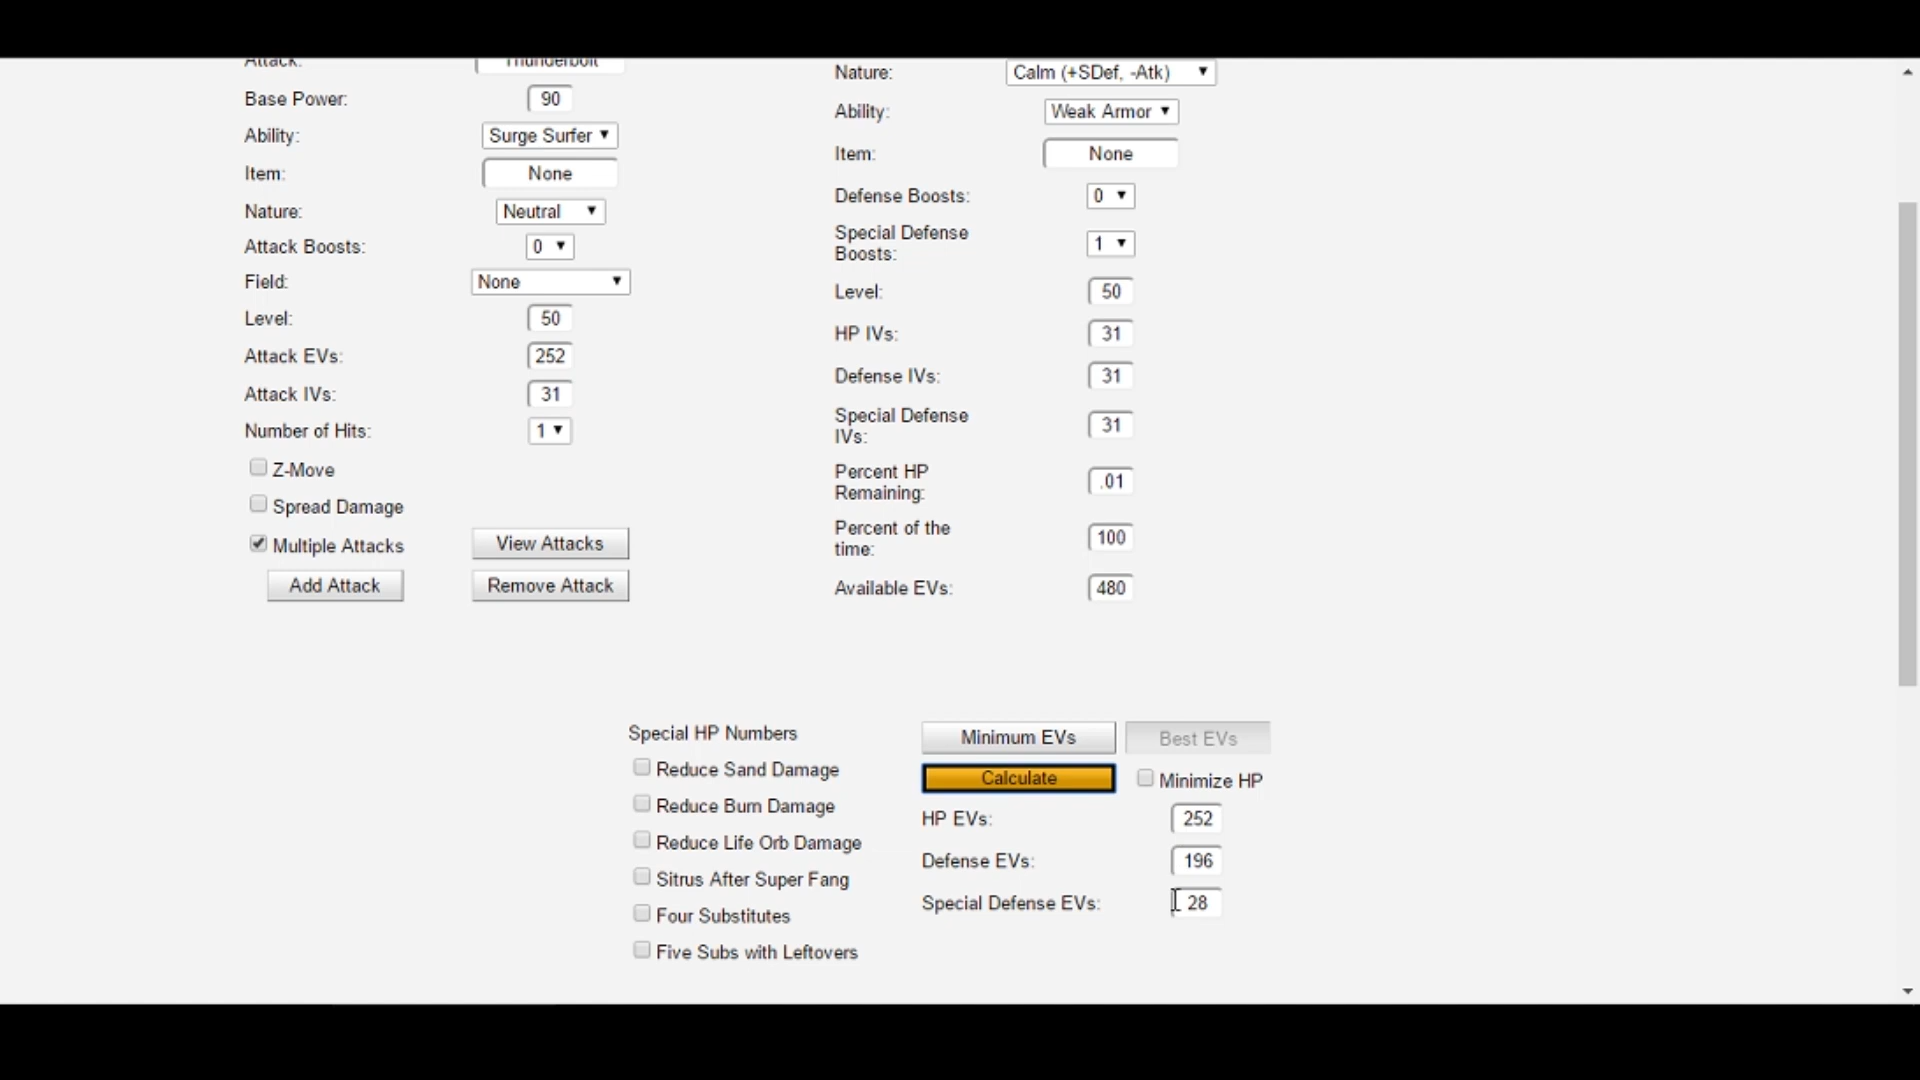 Attack: Thunderbolt
Base Power: 90
Ability: Surge Surfer
Item: None
Nature: Neutral
Attack Boosts: 0
Field: None
Level: 50
Attack EVs: 252
Attack IVs: 31
Number of Hits: 1
Z-Move
Spread Damage
Multiple Attacks View Attacks
Add Attack Remove Attack
Nature: Calm (+SDef, -Atk)
Ability: Weak Armor
Item: None
Defense Boosts: 0
Special Defense
Boosts: 1
Level: 50
HP IVs: 31
Defense IVs: 31
Special Defense
IVs: 31
Percent HP
Remaining: .01
Percent of the
time: 100
Available EVs: 480
Special HP Numbers
Reduce Sand Damage
Reduce Burn Damage
Reduce Life Orb Damage
Sitrus After Super Fang
Four Substitutes
Five Subs with Leftovers
Minimum EVs Best EVs
Calculate Minimize HP
HP EVs: 252
Defense EVs: 196
Special Defense EVs: 28